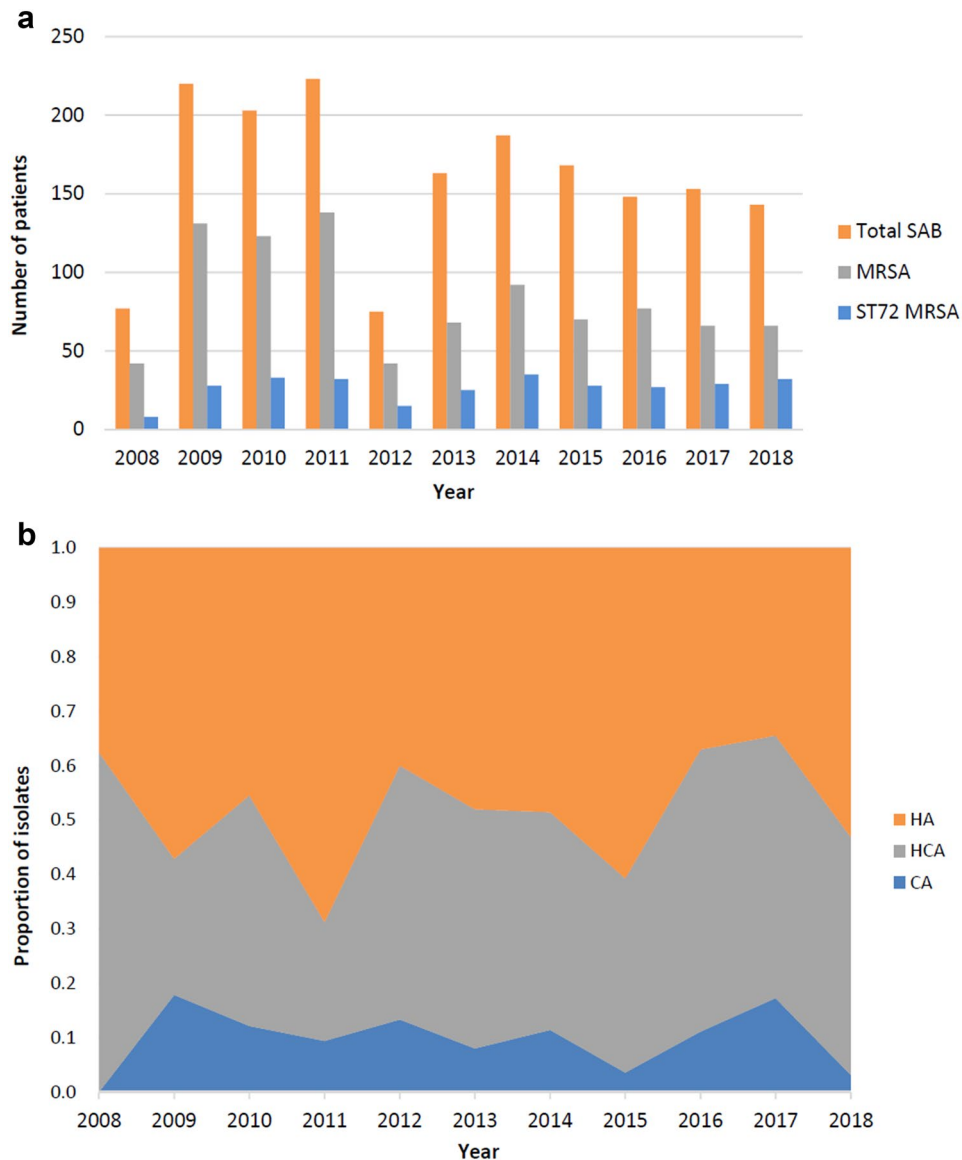 a
250
200
150
100
50
0
Number of patients
2008 2009 2010 2011 2012 2013 2014 2015 2016 2017 2018
Year
Total SAB
MRSA
ST72 MRSA
b
1.0
0.9
0.8
0.7
0.6
0.5
0.4
0.3
0.2
0.1
0.0
Proportion of isolates
2008 2009 2010 2011 2012 2013 2014 2015 2016 2017 2018
Year
HA
HCA
CA